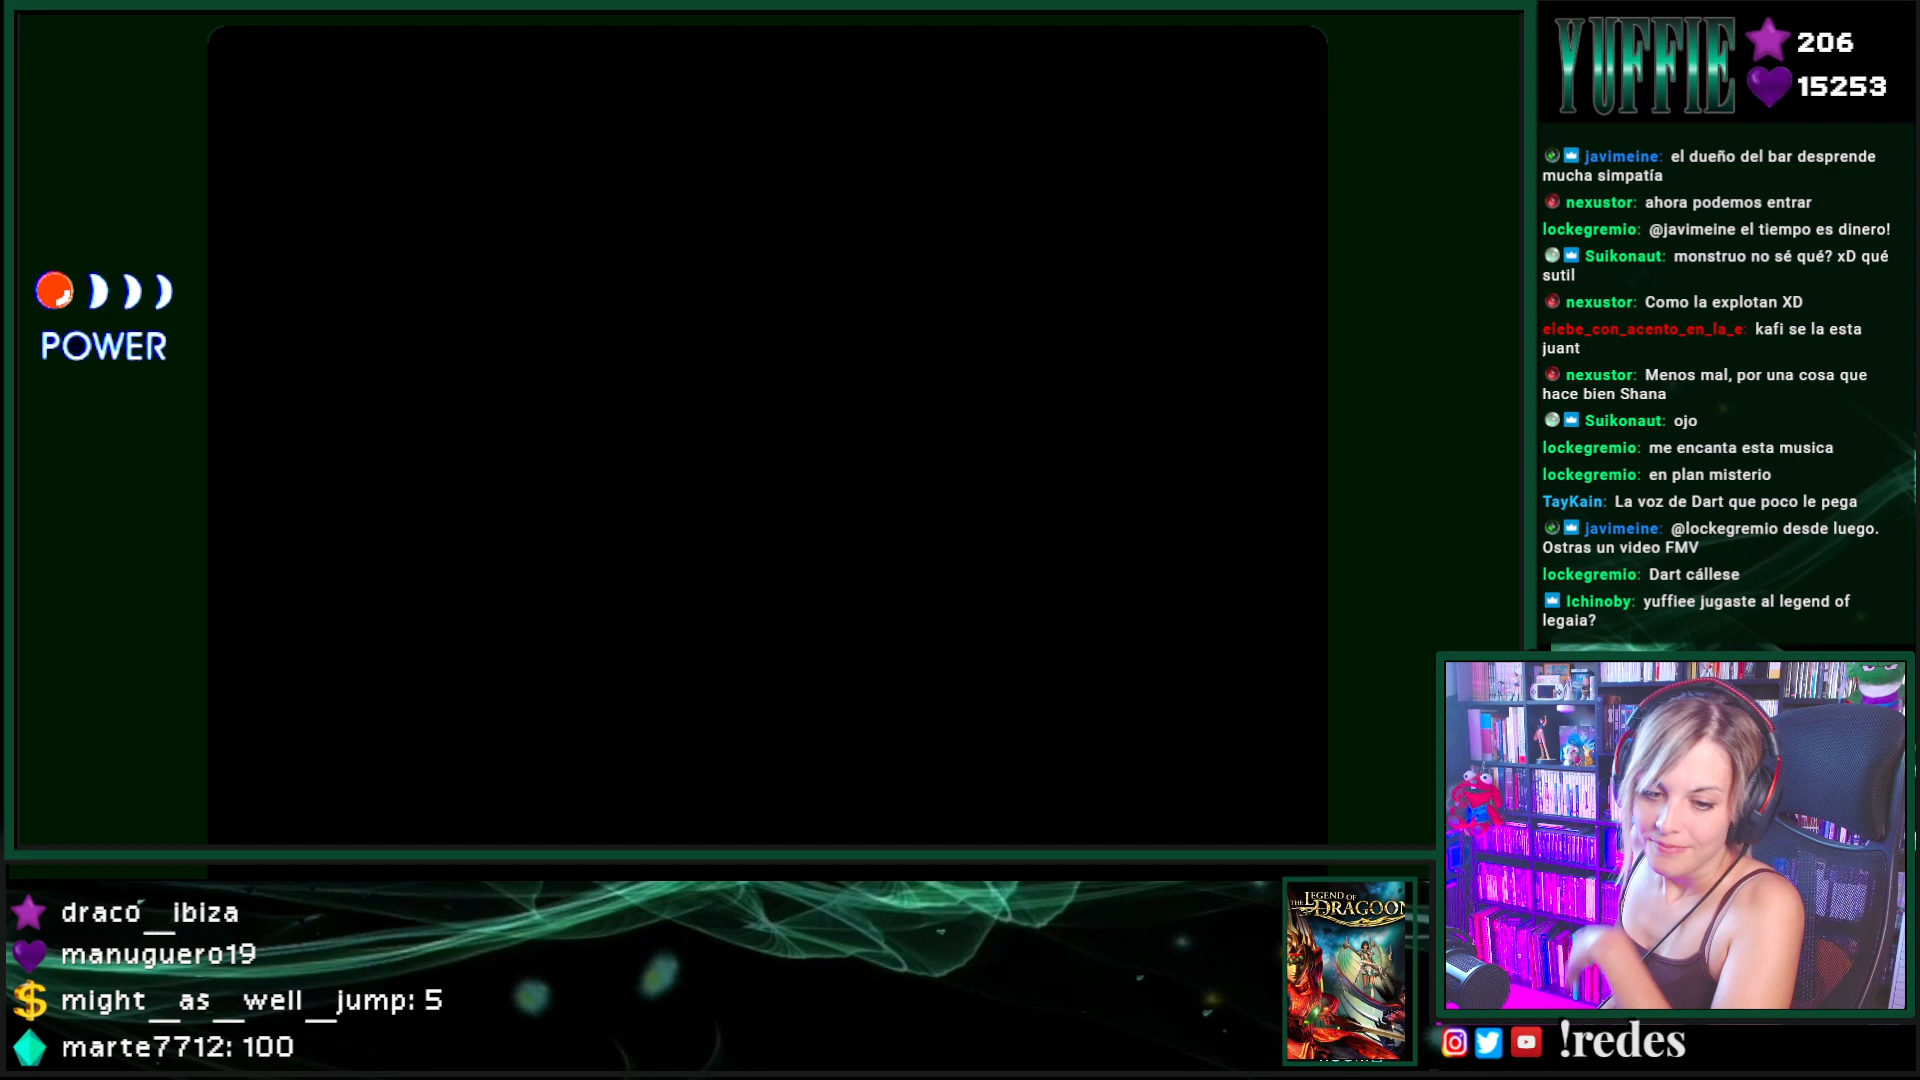 YUFFIE
206
15253
javimeine: el dueño del bar desprende
mucha simpatía
nexustor: ahora podemos entrar
lockegremio: @javimeine el tiempo es dinero!
Suikonaut: monstruo no sé qué? xD qué
sutil
nexustor: Como la explotan XD
elebe_con_acento_en_la_e: kafi se la esta
juant
nexustor: Menos mal, por una cosa que
hace bien Shana
Suikonaut: ojo
lockegremio: me encanta esta musica
lockegremio: en plan misterio
TayKain: La voz de Dart que poco le pega
javimeine: @lockegremio desde luego.
Ostras un video FMV
lockegremio: Dart cállese
Ichinoby: yuffiee jugaste al legend of
legaia?
POWER
draco__ibiza
manuguero19
$ might__as__well__jump: 5
marte7712: 100
THE LEGEND OF
DRAGOON
!redes